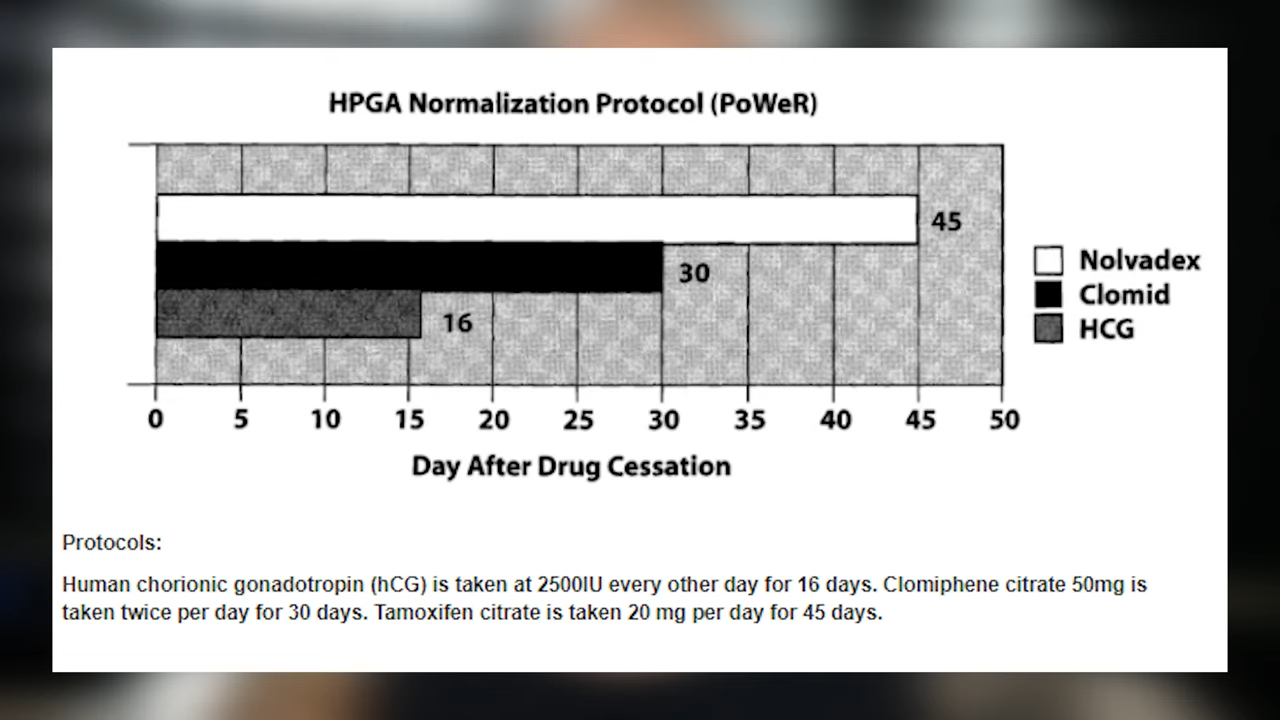 HPGA Normalization Protocol (PoWeR)
45
30
16
Nolvadex
Clomid
HCG
0 5 10 15 20 25 30 35 40 45 50
Day After Drug Cessation
Protocols:
Human chorionic gonadotropin (hCG) is taken at 2500IU every other day for 16 days. Clomiphene citrate 50mg is
taken twice per day for 30 days. Tamoxifen citrate is taken 20 mg per day for 45 days.